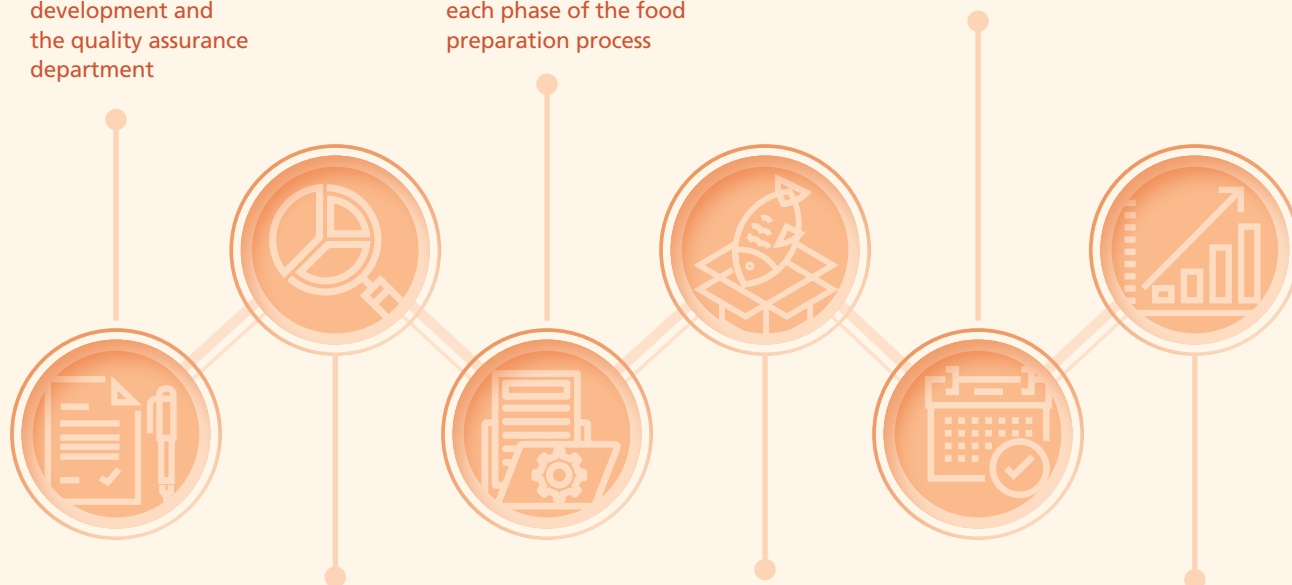 development and
the quality assurance
department
each phase of the food
preparation process